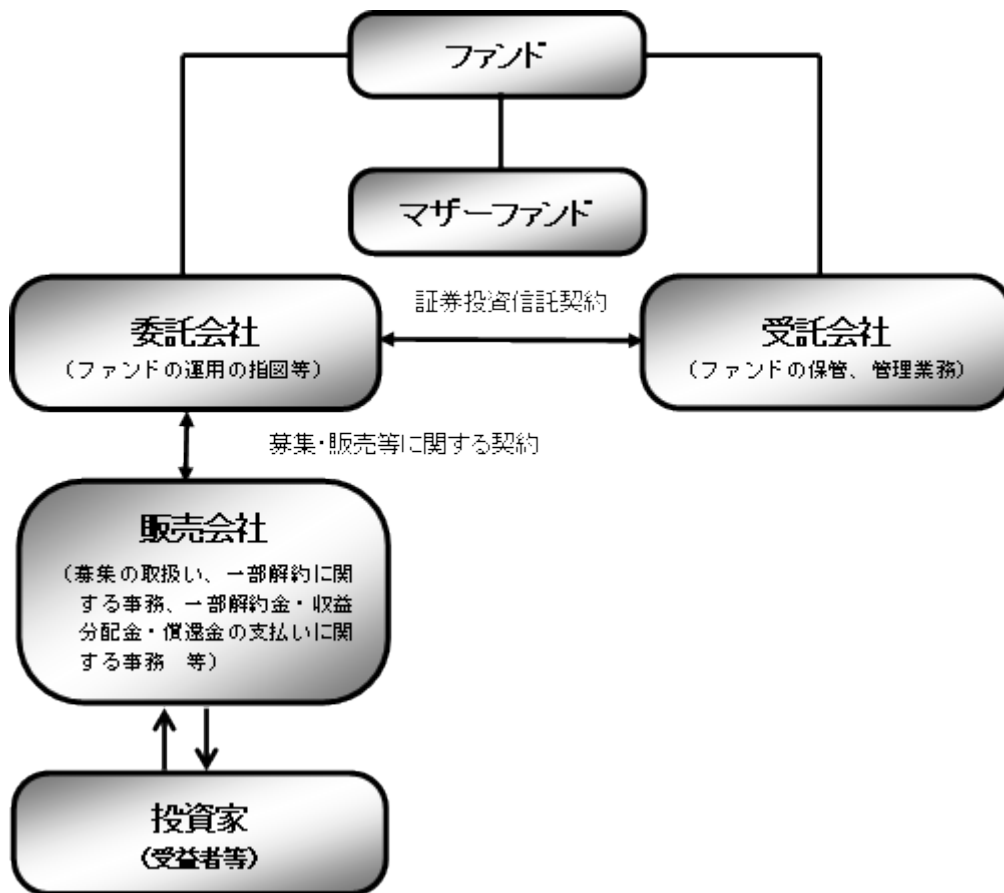 ファンド
マザーファンド
証券投資信託契約
委託会社
（ファンドの運用の指図等）
受託会社
（ファンドの保管、管理業務）
募集・販売等に関する契約
販売会社
（募集の取扱い、一部解約に関
する事務、一部解約金・収益
分配金・償還金の支払いに関
する事務　等）
投資家
（受益者等）